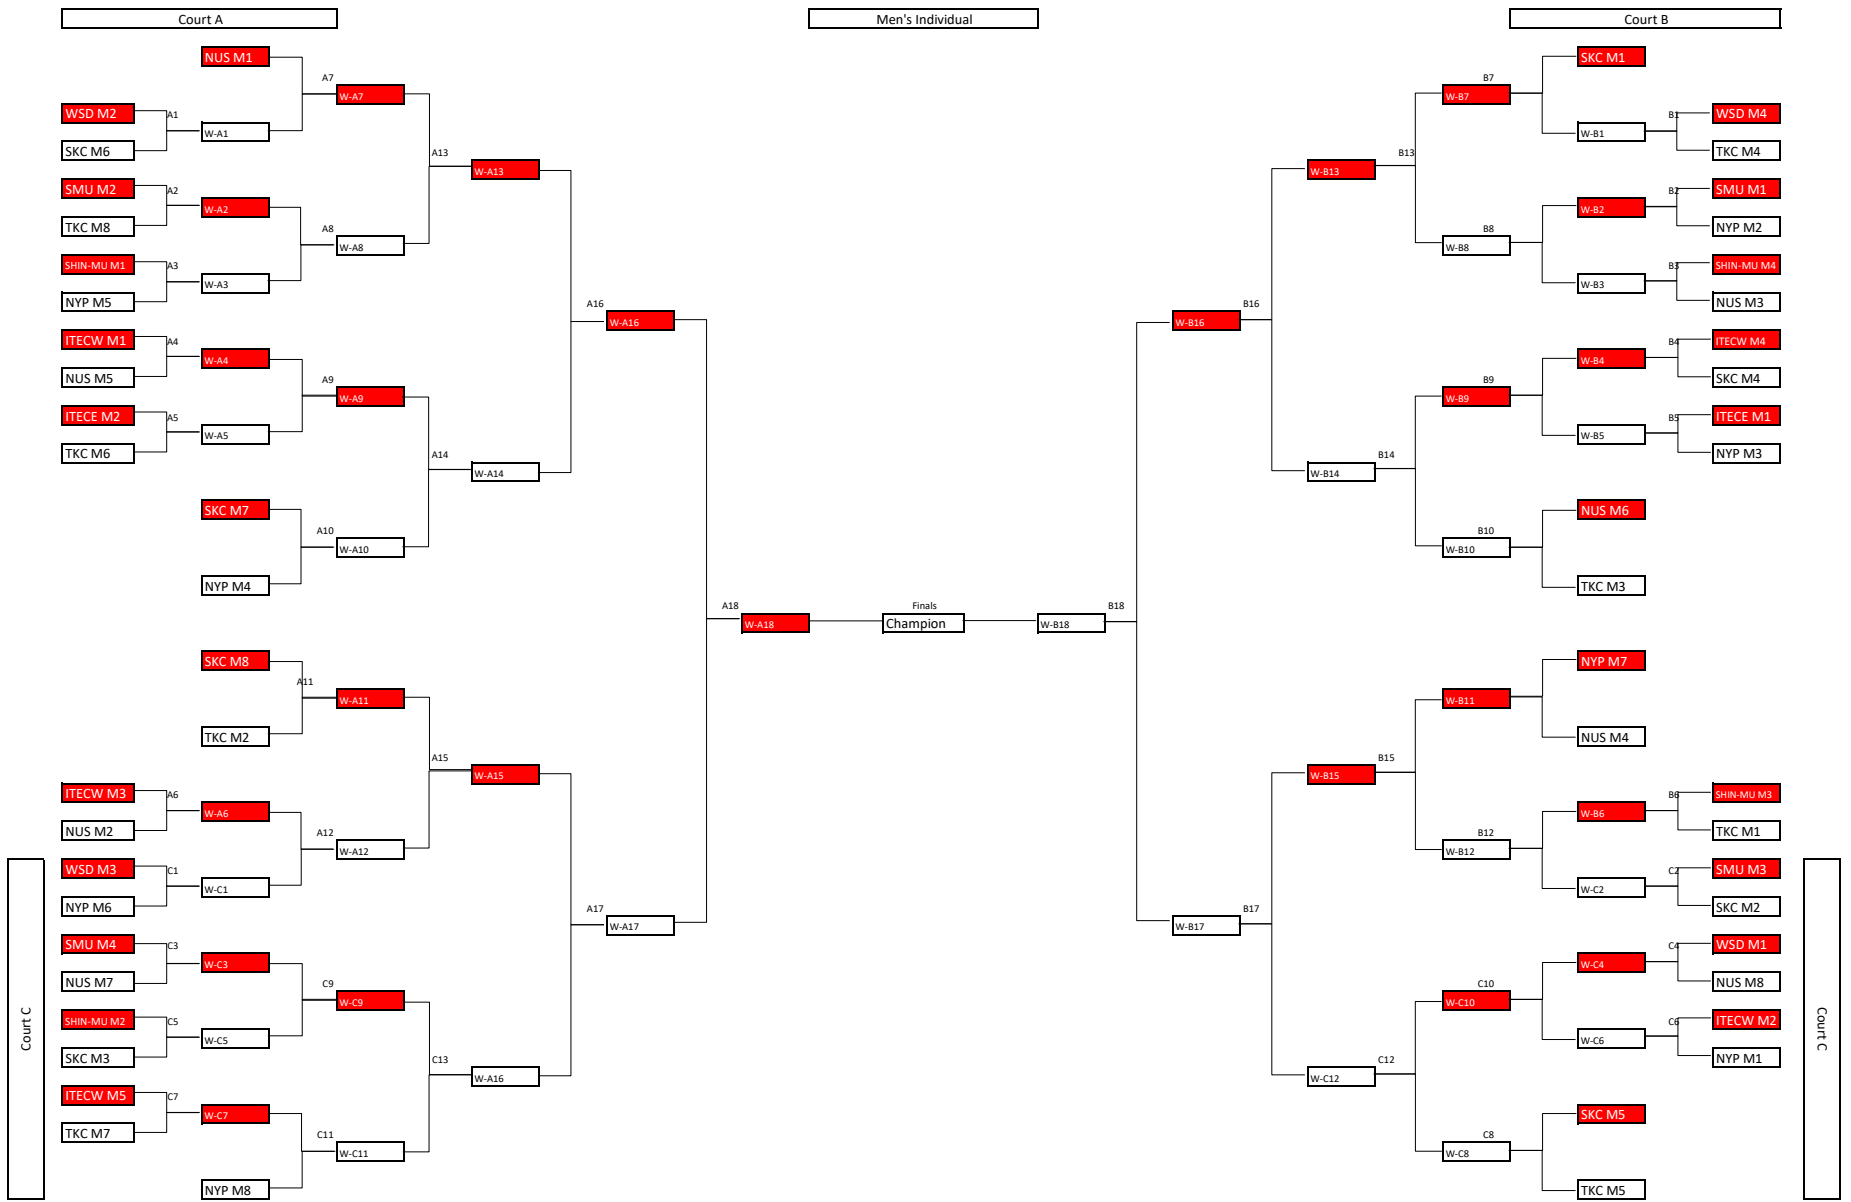 Court A
Men's Individual
Court B
NUS M1
A7
W-A7
WSD M2
A1
W-A1
SKC M6
A13
W-A13
SMU M2
A2
W-A2
TKC M8
A8
W-A8
SHIN-MU M1
A3
W-A3
NYP M5
A16
W-A16
ITECW M1
A4
W-A4
NUS M5
A9
W-A9
ITECE M2
A5
W-A5
TKC M6
A14
W-A14
SKC M7
A10
W-A10
NYP M4
A18
W-A18
Finals
Champion
W-B18
B18
SKC M8
A11
W-A11
TKC M2
A15
W-A15
ITECW M3
A6
W-A6
NUS M2
A12
W-A12
WSD M3
C1
W-C1
NYP M6
A17
W-A17
SMU M4
C3
W-C3
NUS M7
C9
W-C9
SHIN-MU M2
C5
W-C5
SKC M3
C13
W-A16
ITECW M5
C7
W-C7
TKC M7
C11
W-C11
NYP M8
Court C
SKC M1
B7
W-B7
WSD M4
B1
W-B1
TKC M4
B13
W-B13
SMU M1
B2
W-B2
NYP M2
B8
W-B8
SHIN-MU M4
B3
W-B3
NUS M3
B16
W-B16
ITECW M4
B4
W-B4
SKC M4
B9
W-B9
ITECE M1
B5
W-B5
NYP M3
B14
W-B14
NUS M6
B10
W-B10
TKC M3
NYP M7
W-B11
NUS M4
B15
W-B15
SHIN-MU M3
B6
W-B6
TKC M1
B12
W-B12
SMU M3
C2
W-C2
SKC M2
B17
W-B17
WSD M1
C4
W-C4
NUS M8
C10
W-C10
ITECW M2
C6
W-C6
NYP M1
C12
W-C12
SKC M5
C8
W-C8
TKC M5
Court C